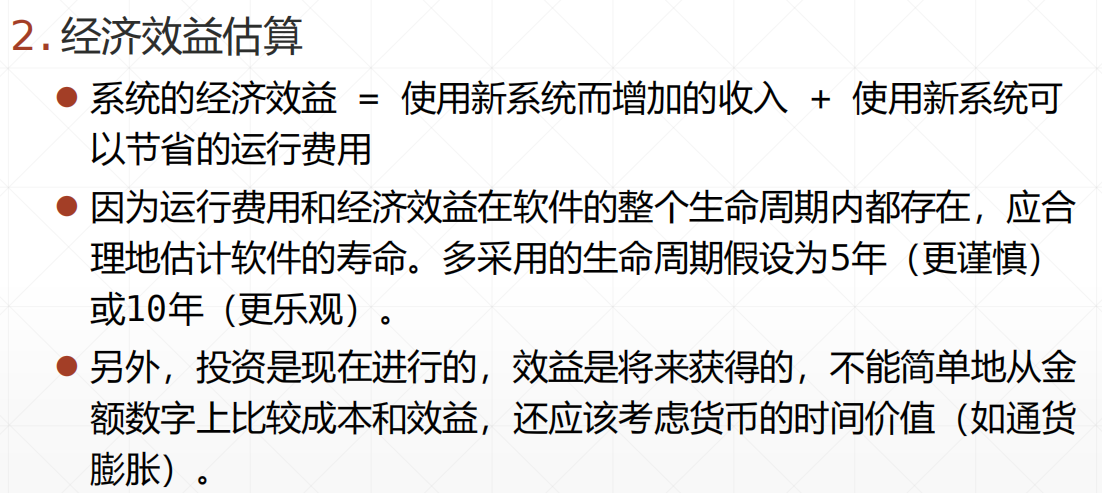 2.经济效益估算
系统的经济效益 = 使用新系统而增加的收入 + 使用新系统可
以节省的运行费用
因为运行费用和经济效益在软件的整个生命周期内都存在，应合
理地估计软件的寿命。多采用的生命周期假设为5年（更谨慎）
或10年（更乐观）。
另外，投资是现在进行的，效益是将来获得的，不能简单地从金
额数字上比较成本和效益，还应该考虑货币的时间价值（如通货
膨胀）。